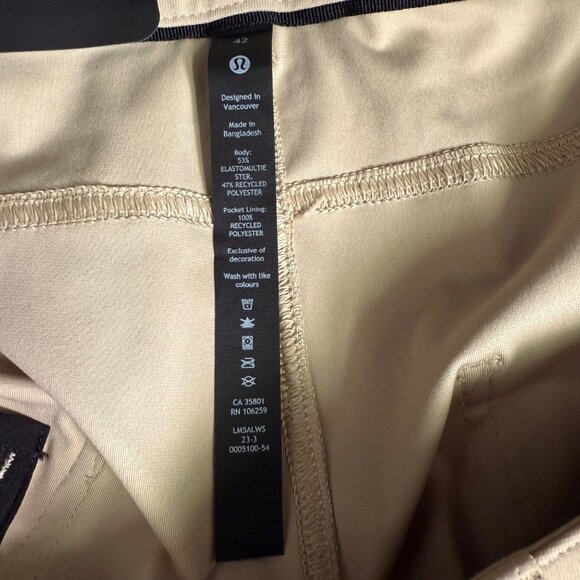 42
Designed in
Vancouver
Made in
Bangladesh
Body:
53%
ELASTOMULTIE
STER,
47% RECYCLED
POLYESTER
Pocket Lining:
100%
RECYCLED
POLYESTER
Exclusive of
decoration
Wash with like
colours
CA 35801
RN 106259
LM5ALWS
23-3
0005100-54